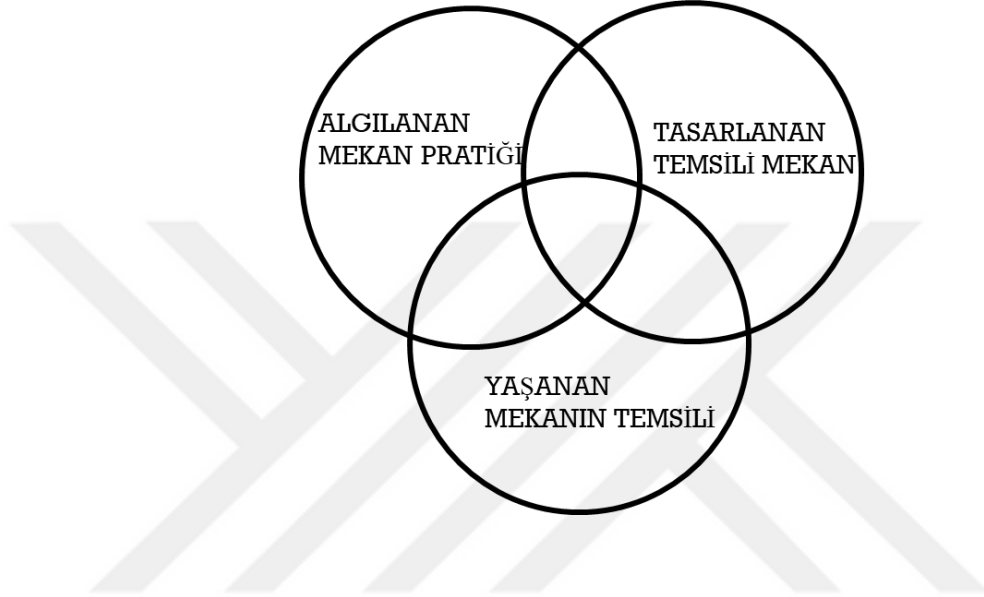 ALGILANAN
MEKAN PRATİĞİ
TASARLANAN
TEMSİLİ MEKAN
YAŞANAN
MEKANIN TEMSİLİ